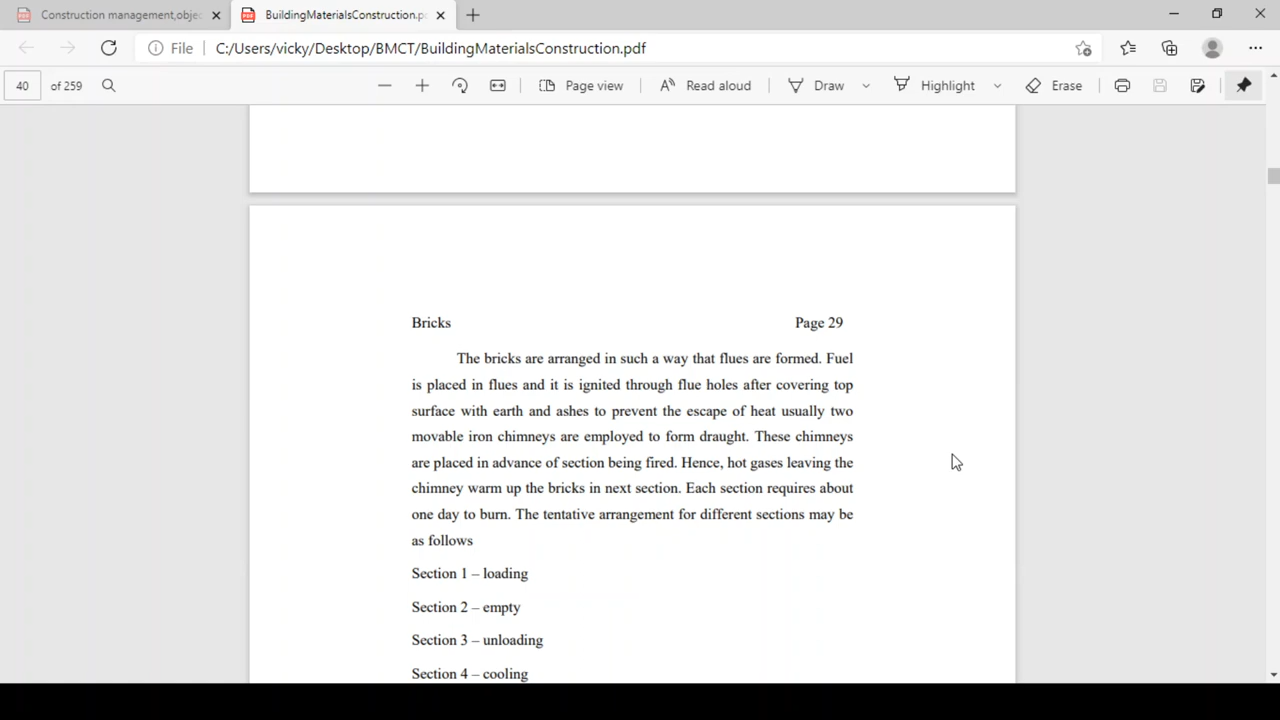 Construction management,objec
BuildingMaterialsConstruction.pd
File
C:/Users/vicky/Desktop/BMCT/BuildingMaterialsConstruction.pdf
40 of 259
Page view
Read aloud
Draw
Highlight
Erase
Bricks Page 29
The bricks are arranged in such a way that flues are formed. Fuel
is placed in flues and it is ignited through flue holes after covering top
surface with earth and ashes to prevent the escape of heat usually two
movable iron chimneys are employed to form draught. These chimneys
are placed in advance of section being fired. Hence, hot gases leaving the
chimney warm up the bricks in next section. Each section requires about
one day to burn. The tentative arrangement for different sections may be
as follows
Section 1 – loading
Section 2 – empty
Section 3 – unloading
Section 4 – cooling